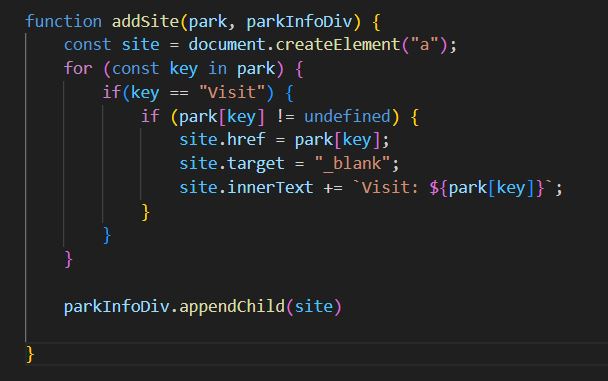 function addSite(park, parkInfoDiv) {
    const site = document.createElement("a");
    for (const key in park) {
        if(key == "Visit") {
            if (park[key] != undefined) {
                site.href = park[key];
                site.target = "_blank";
                site.innerText += `Visit: ${park[key]}`;
            }
        }
    }

    parkInfoDiv.appendChild(site)

}